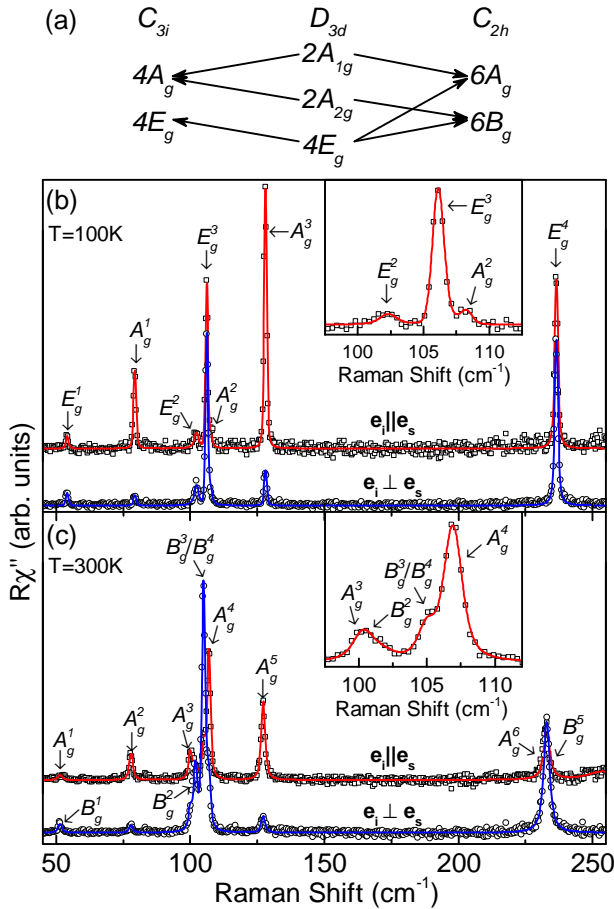 (a) C₃ᵢ D₃d C₂ₕ
2A₁g
4Ag 6Ag
2A₂g
4Eg 6Bg
4Eg
(b)
T=100K
E¹g
A¹g
E²g
E³g
A²g
←A³g
E⁴g
E²g
←E³g
A²g
100 105 110
Raman Shift (cm⁻¹)
eᵢ||eₛ
eᵢ⊥eₛ
Rχ'' (arb. units)
(c)
T=300K
A¹g
B¹g
A²g
A³g
B²g
B³g/B⁴g
A⁴g
A⁵g
A⁶g
B⁵g
A³g
B²g
B³g/B⁴g
A⁴g
100 105 110
Raman Shift (cm⁻¹)
eᵢ||eₛ
eᵢ⊥eₛ
50 100 150 200 250
Raman Shift (cm⁻¹)